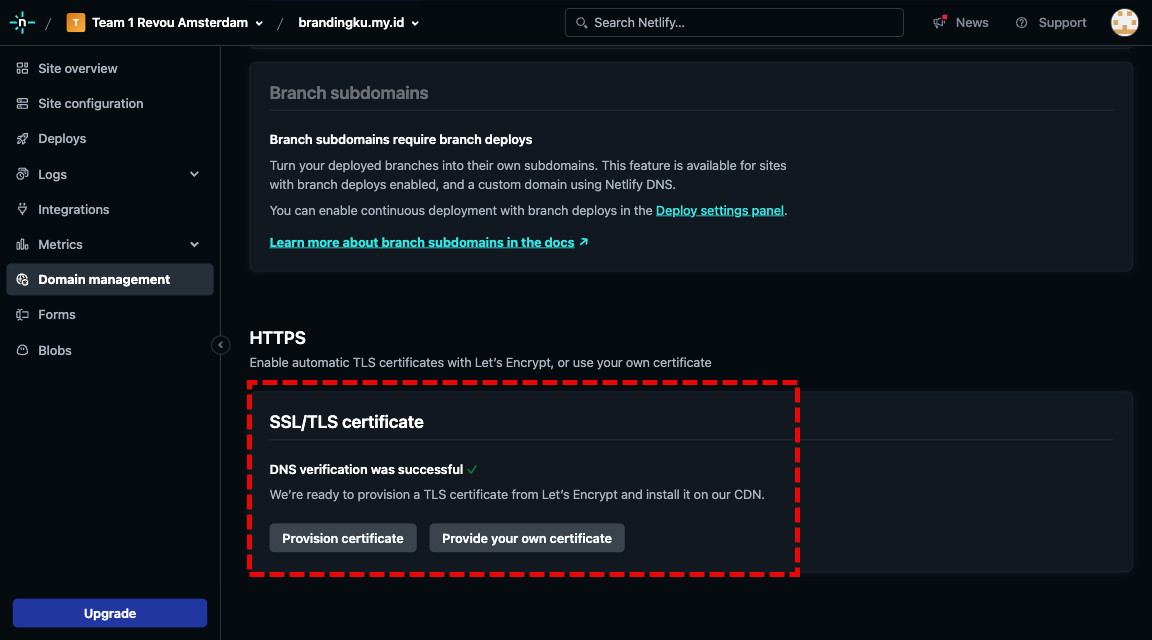 T Team 1 Revou Amsterdam / brandingku.my.id
Search Netlify...
News
Support
Site overview
Site configuration
Deploys
Logs
Integrations
Metrics
Domain management
Forms
Blobs
Upgrade
Branch subdomains
Branch subdomains require branch deploys
Turn your deployed branches into their own subdomains. This feature is available for sites
with branch deploys enabled, and a custom domain using Netlify DNS.
You can enable continuous deployment with branch deploys in the Deploy settings panel.
Learn more about branch subdomains in the docs
HTTPS
Enable automatic TLS certificates with Let's Encrypt, or use your own certificate
SSL/TLS certificate
DNS verification was successful
We're ready to provision a TLS certificate from Let's Encrypt and install it on our CDN.
Provision certificate
Provide your own certificate